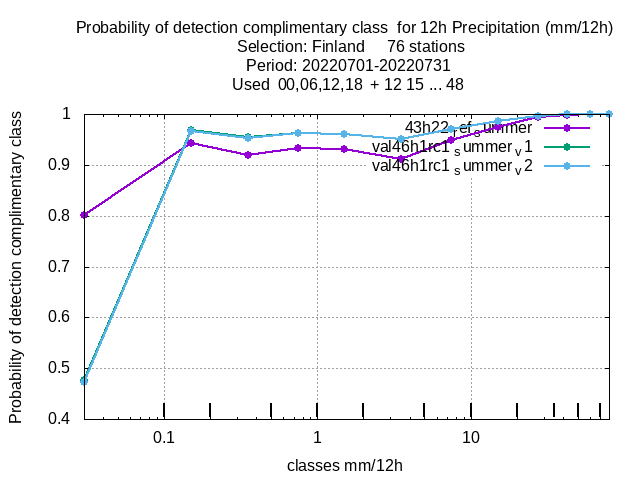 Probability of detection complimentary class  for 12h Precipitation (mm/12h)
Selection: Finland     76 stations
Period: 20220701-20220731
Used  00,06,12,18  + 12 15 ... 48
Probability of detection complimentary class
1
0.9
0.8
0.7
0.6
0.5
0.4
43h22ref_summer
val46h1rc1_summer_v1
val46h1rc1_summer_v2
0.1
1
10
classes mm/12h